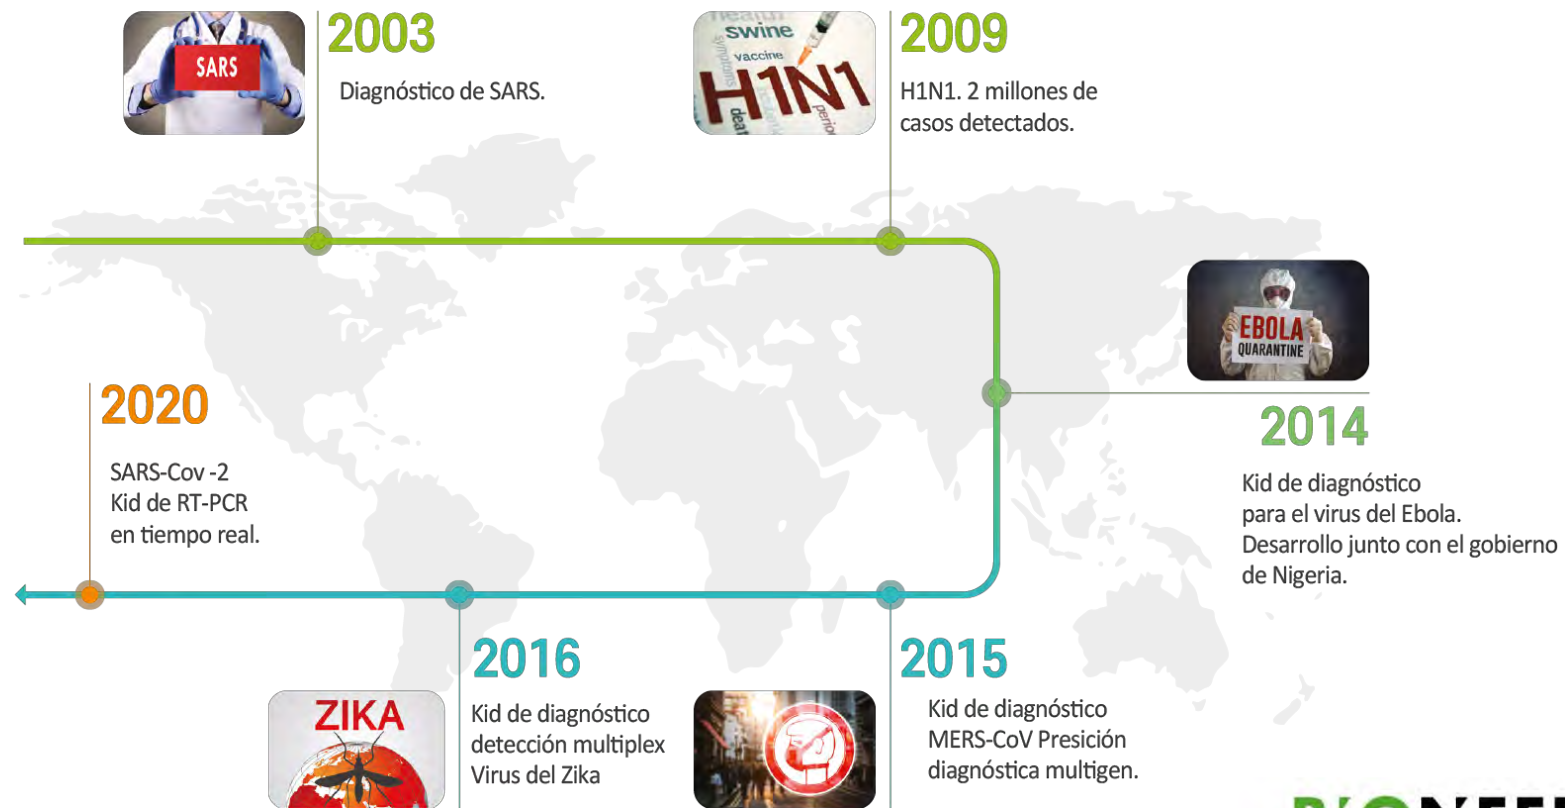 2003
Diagnóstico de SARS.
SARS
2009
H1N1. 2 millones de
casos detectados.
swine
symptoms
vaccine
H1N1
EBOLA
QUARANTINE
2014
Kid de diagnóstico
para el virus del Ebola.
Desarrollo junto con el gobierno
de Nigeria.
2015
Kid de diagnóstico
MERS-CoV Presición
diagnóstica multigen.
2016
Kid de diagnóstico
detección multiplex
Virus del Zika
ZIKA
2020
SARS-Cov -2
Kid de RT-PCR
en tiempo real.